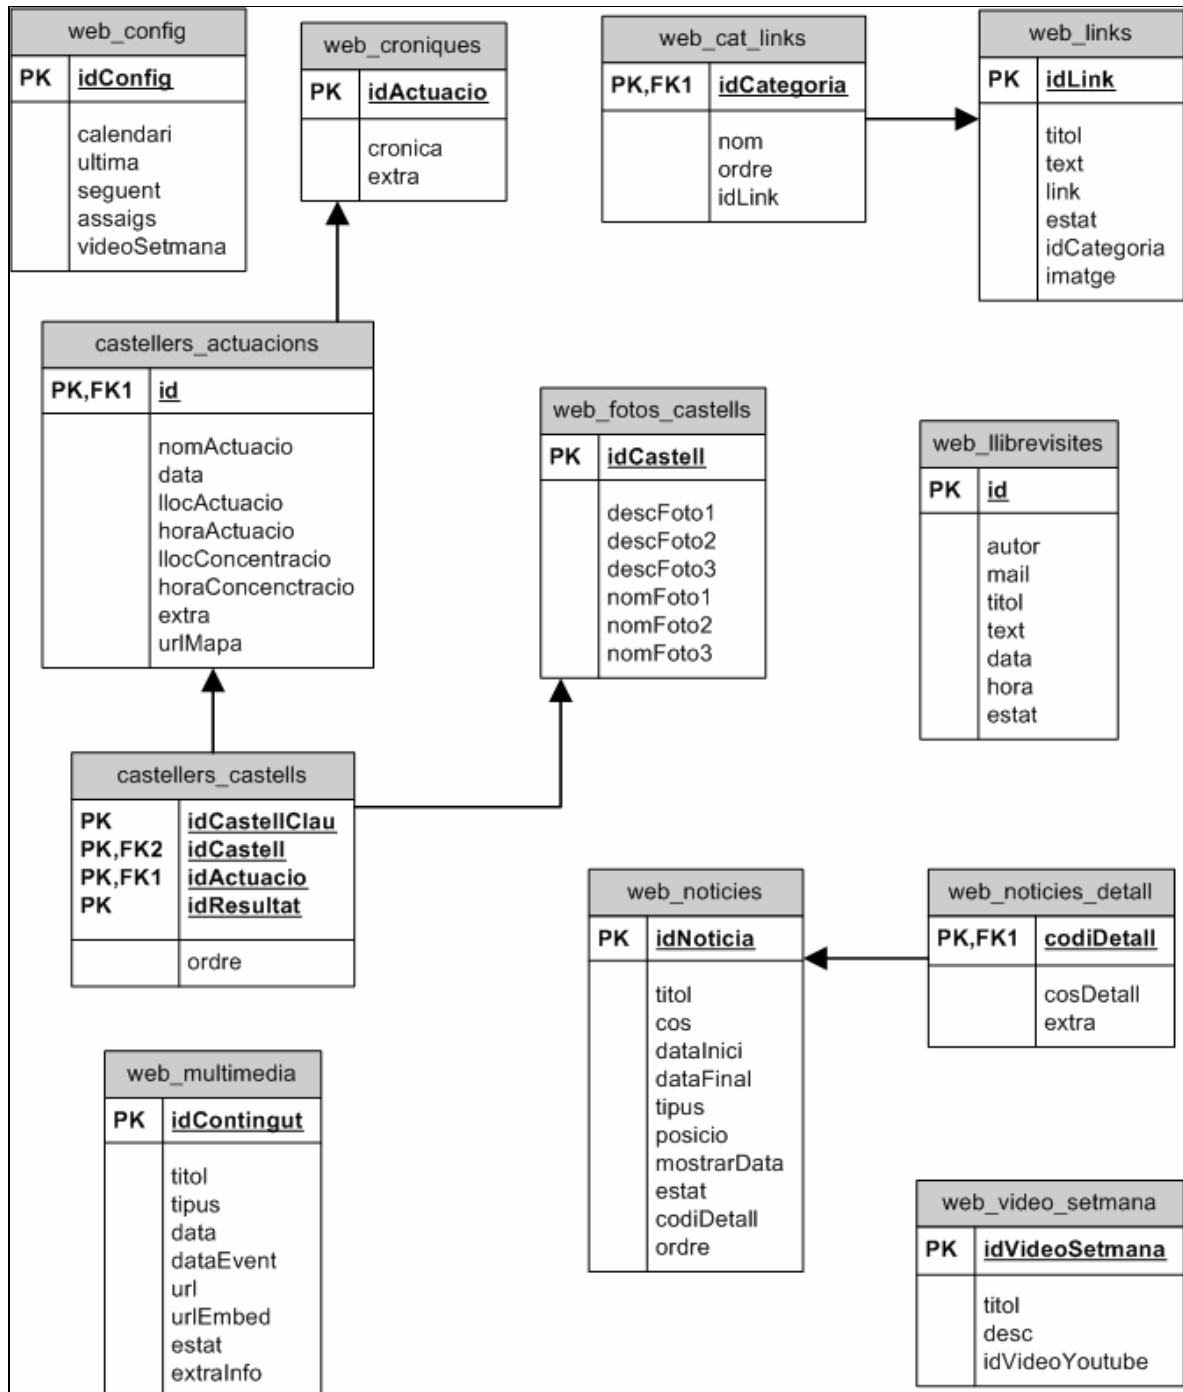 web_config
PK idConfig
calendari
ultima
seguent
assaigs
videoSetmana
web_croniques
PK idActuacio
cronica
extra
web_cat_links
PK,FK1 idCategoria
nom
ordre
idLink
web_links
PK idLink
titol
text
link
estat
idCategoria
imatge
castellers_actuacions
PK,FK1 id
nomActuacio
data
llocActuacio
horaActuacio
llocConcentracio
horaConcenctracio
extra
urlMapa
web_fotos_castells
PK idCastell
descFoto1
descFoto2
descFoto3
nomFoto1
nomFoto2
nomFoto3
web_llibrevisites
PK id
autor
mail
titol
text
data
hora
estat
castellers_castells
PK idCastellClau
PK,FK2 idCastell
PK,FK1 idActuacio
PK idResultat
ordre
web_noticies
PK idNoticia
titol
cos
dataInici
dataFinal
tipus
posicio
mostrarData
estat
codiDetall
ordre
web_noticies_detall
PK,FK1 codiDetall
cosDetall
extra
web_multimedia
PK idContingut
titol
tipus
data
dataEvent
url
urlEmbed
estat
extraInfo
web_video_setmana
PK idVideoSetmana
titol
desc
idVideoYoutube